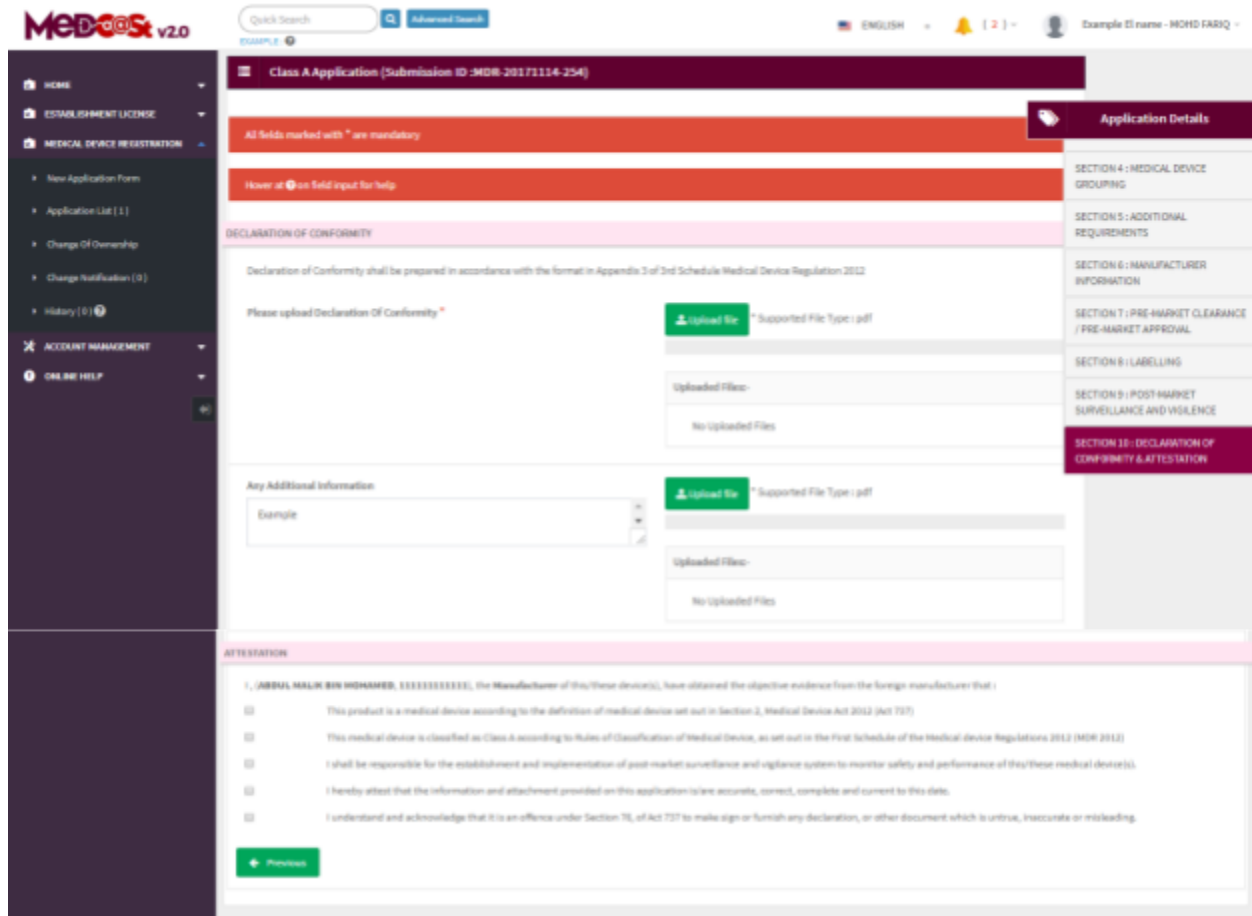 MeDC@St v2.0
Quick Search
Advanced Search
EXAMPLE
ENGLISH
( 2 )
Example El name - MOHD FARIQ
HOME
ESTABLISHMENT LICENSE
MEDICAL DEVICE REGISTRATION
New Application Form
Application List ( 1 )
Change Of Ownership
Change Notification ( 0 )
History ( 0 )
ACCOUNT MANAGEMENT
ONLINE HELP
Class A Application (Submission ID :MDR-20171114-254)
All fields marked with * are mandatory
Hover at ? on field input for help
DECLARATION OF CONFORMITY
Declaration of Conformity shall be prepared in accordance with the format in Appendix 3 of 3rd Schedule Medical Device Regulation 2012
Please upload Declaration Of Conformity *
Upload file * Supported File Type : pdf
Uploaded Files:-
No Uploaded Files
Any Additional Information
Example
Upload file * Supported File Type : pdf
Uploaded Files:-
No Uploaded Files
Application Details
SECTION 4 : MEDICAL DEVICE
GROUPING
SECTION 5 : ADDITIONAL
REQUIREMENTS
SECTION 6 : MANUFACTURER
INFORMATION
SECTION 7 : PRE-MARKET CLEARANCE
/ PRE-MARKET APPROVAL
SECTION 8 : LABELLING
SECTION 9 : POST-MARKET
SURVEILLANCE AND VIGILENCE
SECTION 10 : DECLARATION OF
CONFORMITY & ATTESTATION
ATTESTATION
I, (ABDUL MALIK BIN MOHAMED, 111111111111), the Manufacturer of this/these device(s), have obtained the objective evidence from the foreign manufacturer that :
This product is a medical device according to the definition of medical device set out in Section 2, Medical Device Act 2012 (Act 737)
This medical device is classified as Class A according to Rules of Classification of Medical Device, as set out in the First Schedule of the Medical device Regulations 2012 (MDR 2012)
I shall be responsible for the establishment and implementation of post-market surveillance and vigilance system to monitor safety and performance of this/these medical device(s).
I hereby attest that the information and attachment provided on this application is/are accurate, correct, complete and current to this date.
I understand and acknowledge that it is an offence under Section 76, of Act 737 to make sign or furnish any declaration, or other document which is untrue, inaccurate or misleading.
Previous